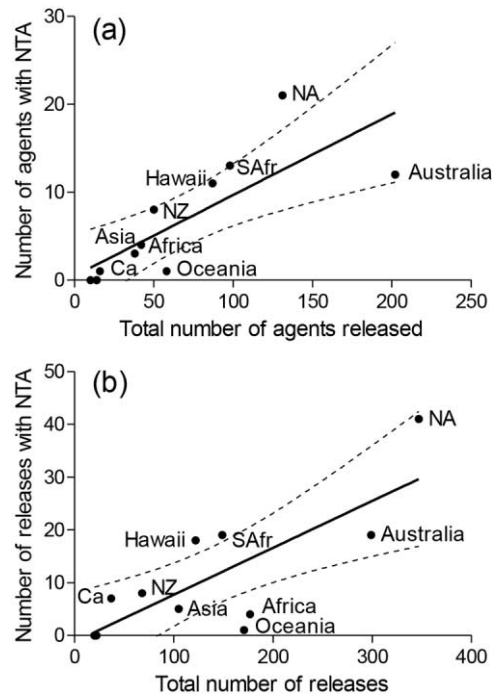 (a)
Number of agents with NTA
30
20
10
0
NA
SAfr
Hawaii
Australia
NZ
Asia
Africa
Ca
Oceania
0 50 100 150 200 250
Total number of agents released
(b)
Number of releases with NTA
50
40
30
20
10
0
NA
Hawaii
SAfr
Australia
Ca
NZ
Asia
Africa
Oceania
0 100 200 300 400
Total number of releases